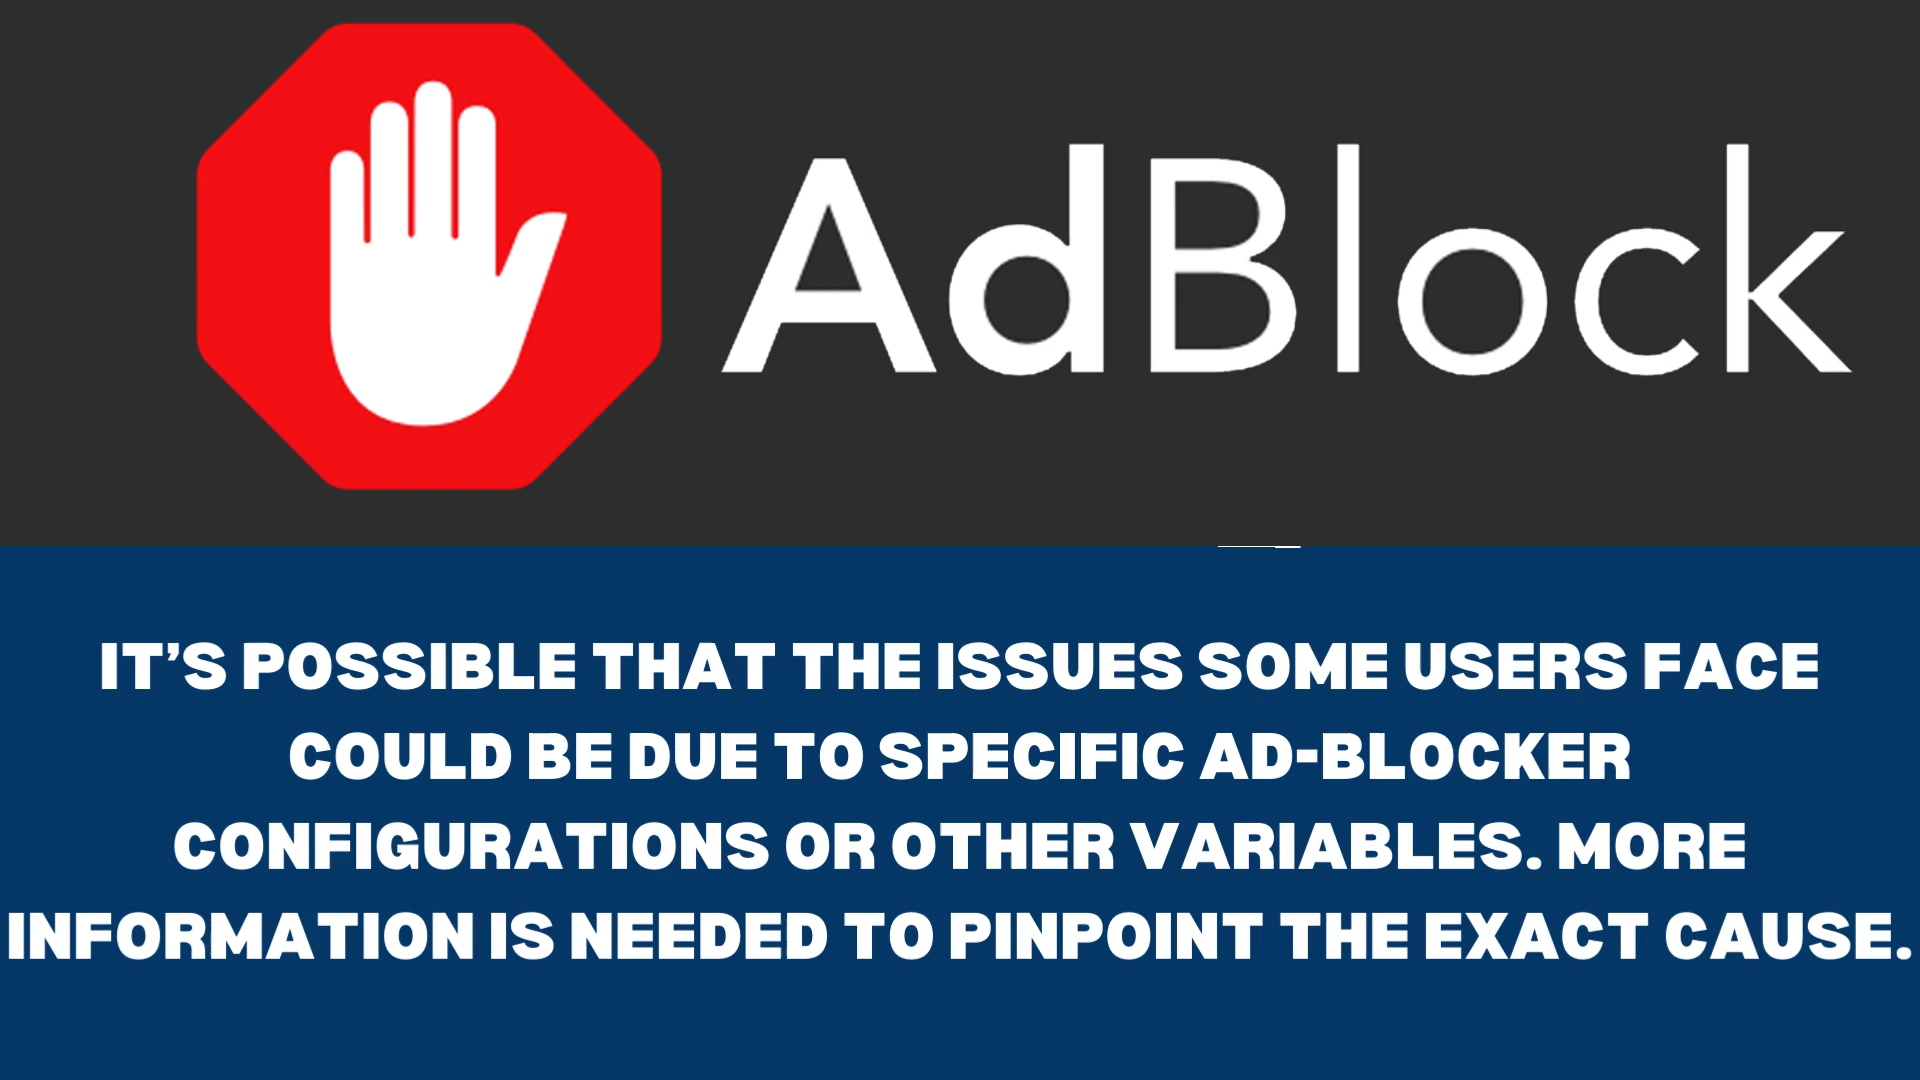 AdBlock
IT’S POSSIBLE THAT THE ISSUES SOME USERS FACE
COULD BE DUE TO SPECIFIC AD-BLOCKER
CONFIGURATIONS OR OTHER VARIABLES. MORE
INFORMATION IS NEEDED TO PINPOINT THE EXACT CAUSE.